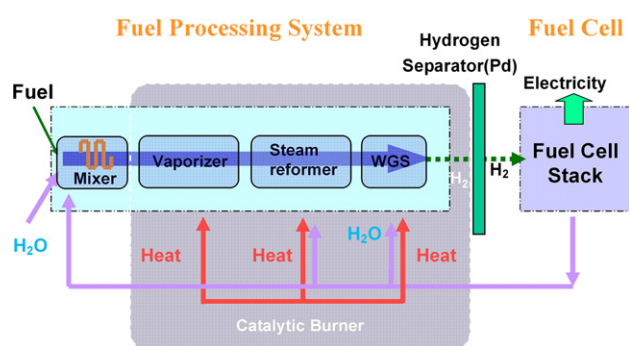 Fuel Processing System
Fuel Cell
Hydrogen
Separator(Pd)
Electricity
Fuel
Mixer
Vaporizer
Steam
reformer
WGS
H₂
H₂
Fuel Cell
Stack
H₂O
Heat
Heat
H₂O
Heat
Catalytic Burner